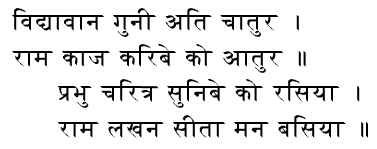 विद्यावान गुनी अति चातुर ।
राम काज करिबे को आतुर ॥
प्रभु चरित्र सुनिबे को रसिया ।
राम लखन सीता मन बसिया ॥